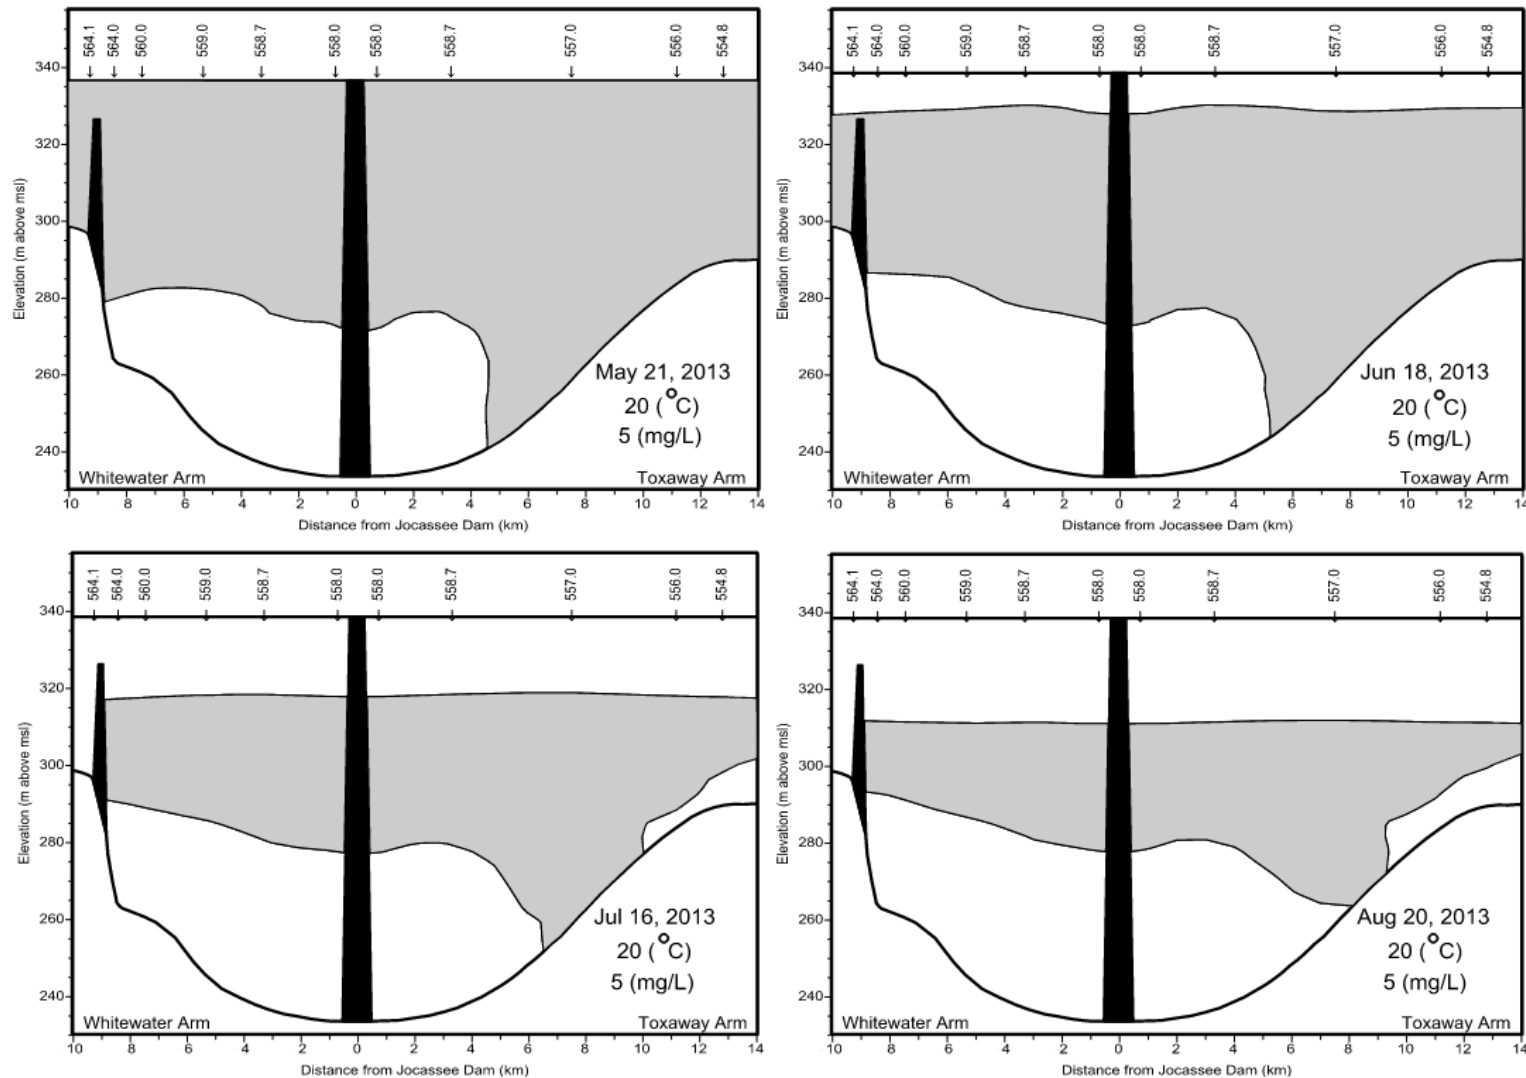 564.1 564.0 560.0 559.0 558.7 558.0 558.0 558.7 557.0 556.0 554.8
340
320
300
280
260
240
Elevation (m above msl)
May 21, 2013
20 (°C)
5 (mg/L)
Whitewater Arm Toxaway Arm
10 8 6 4 2 0 2 4 6 8 10 12 14
Distance from Jocassee Dam (km)
564.1 564.0 560.0 559.0 558.7 558.0 558.0 558.7 557.0 556.0 554.8
340
320
300
280
260
240
Elevation (m above msl)
Jun 18, 2013
20 (°C)
5 (mg/L)
Whitewater Arm Toxaway Arm
10 8 6 4 2 0 2 4 6 8 10 12 14
Distance from Jocassee Dam (km)
564.1 564.0 560.0 559.0 558.7 558.0 558.0 558.7 557.0 556.0 554.8
340
320
300
280
260
240
Elevation (m above msl)
Jul 16, 2013
20 (°C)
5 (mg/L)
Whitewater Arm Toxaway Arm
10 8 6 4 2 0 2 4 6 8 10 12 14
Distance from Jocassee Dam (km)
564.1 564.0 560.0 559.0 558.7 558.0 558.0 558.7 557.0 556.0 554.8
340
320
300
280
260
240
Elevation (m above msl)
Aug 20, 2013
20 (°C)
5 (mg/L)
Whitewater Arm Toxaway Arm
10 8 6 4 2 0 2 4 6 8 10 12 14
Distance from Jocassee Dam (km)